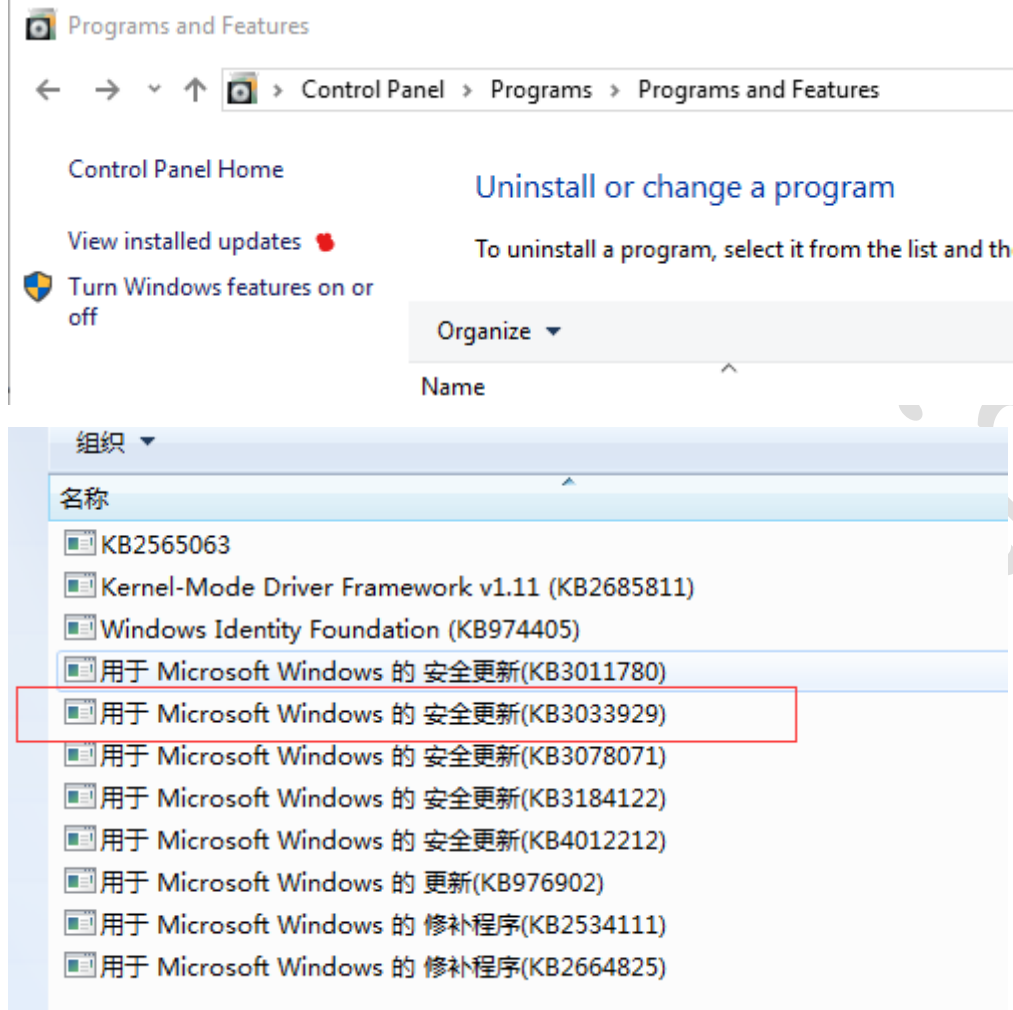 Programs and Features
Control Panel > Programs > Programs and Features
Control Panel Home
Uninstall or change a program
View installed updates
To uninstall a program, select it from the list and
Turn Windows features on or
off
Organize
Name
组织
名称
KB2565063
Kernel-Mode Driver Framework v1.11 (KB2685811)
Windows Identity Foundation (KB974405)
用于 Microsoft Windows 的 安全更新(KB3011780)
用于 Microsoft Windows 的 安全更新(KB3033929)
用于 Microsoft Windows 的 安全更新(KB3078071)
用于 Microsoft Windows 的 安全更新(KB3184122)
用于 Microsoft Windows 的 安全更新(KB4012212)
用于 Microsoft Windows 的 更新(KB976902)
用于 Microsoft Windows 的 修补程序(KB2534111)
用于 Microsoft Windows 的 修补程序(KB2664825)